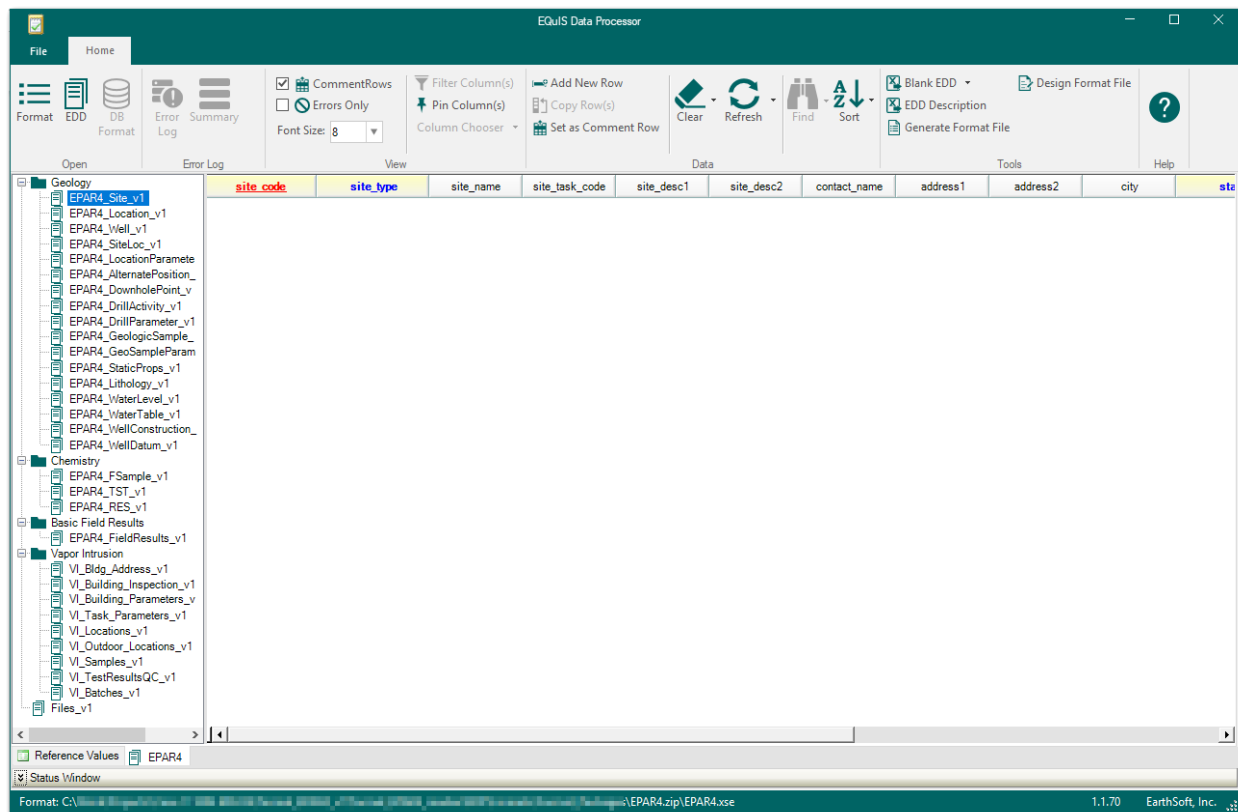 EQuIS Data Processor
File Home
Format EDD DB Format
Error Log Summary
CommentRows
Errors Only
Font Size: 8
Filter Column(s)
Pin Column(s)
Column Chooser
Add New Row
Copy Row(s)
Set as Comment Row
Clear Refresh Find Sort
Blank EDD
EDD Description
Generate Format File
Design Format File
Open Error Log View Data Tools Help
site_code site_type site_name site_task_code site_desc1 site_desc2 contact_name address1 address2 city sta
Geology
EPAR4_Site_v1
EPAR4_Location_v1
EPAR4_Well_v1
EPAR4_SiteLoc_v1
EPAR4_LocationParamete
EPAR4_AlternatePosition_
EPAR4_DownholePoint_v
EPAR4_DrillActivity_v1
EPAR4_DrillParameter_v1
EPAR4_GeologicSample_
EPAR4_GeoSampleParam
EPAR4_StaticProps_v1
EPAR4_Lithology_v1
EPAR4_WaterLevel_v1
EPAR4_WaterTable_v1
EPAR4_WellConstruction_
EPAR4_WellDatum_v1
Chemistry
EPAR4_FSample_v1
EPAR4_TST_v1
EPAR4_RES_v1
Basic Field Results
EPAR4_FieldResults_v1
Vapor Intrusion
VI_Bldg_Address_v1
VI_Building_Inspection_v1
VI_Building_Parameters_v
VI_Task_Parameters_v1
VI_Locations_v1
VI_Outdoor_Locations_v1
VI_Samples_v1
VI_TestResultsQC_v1
VI_Batches_v1
Files_v1
Reference Values EPAR4
Status Window
Format: C:\ \EPAR4.zip\EPAR4.xse 1.1.70 EarthSoft, Inc.